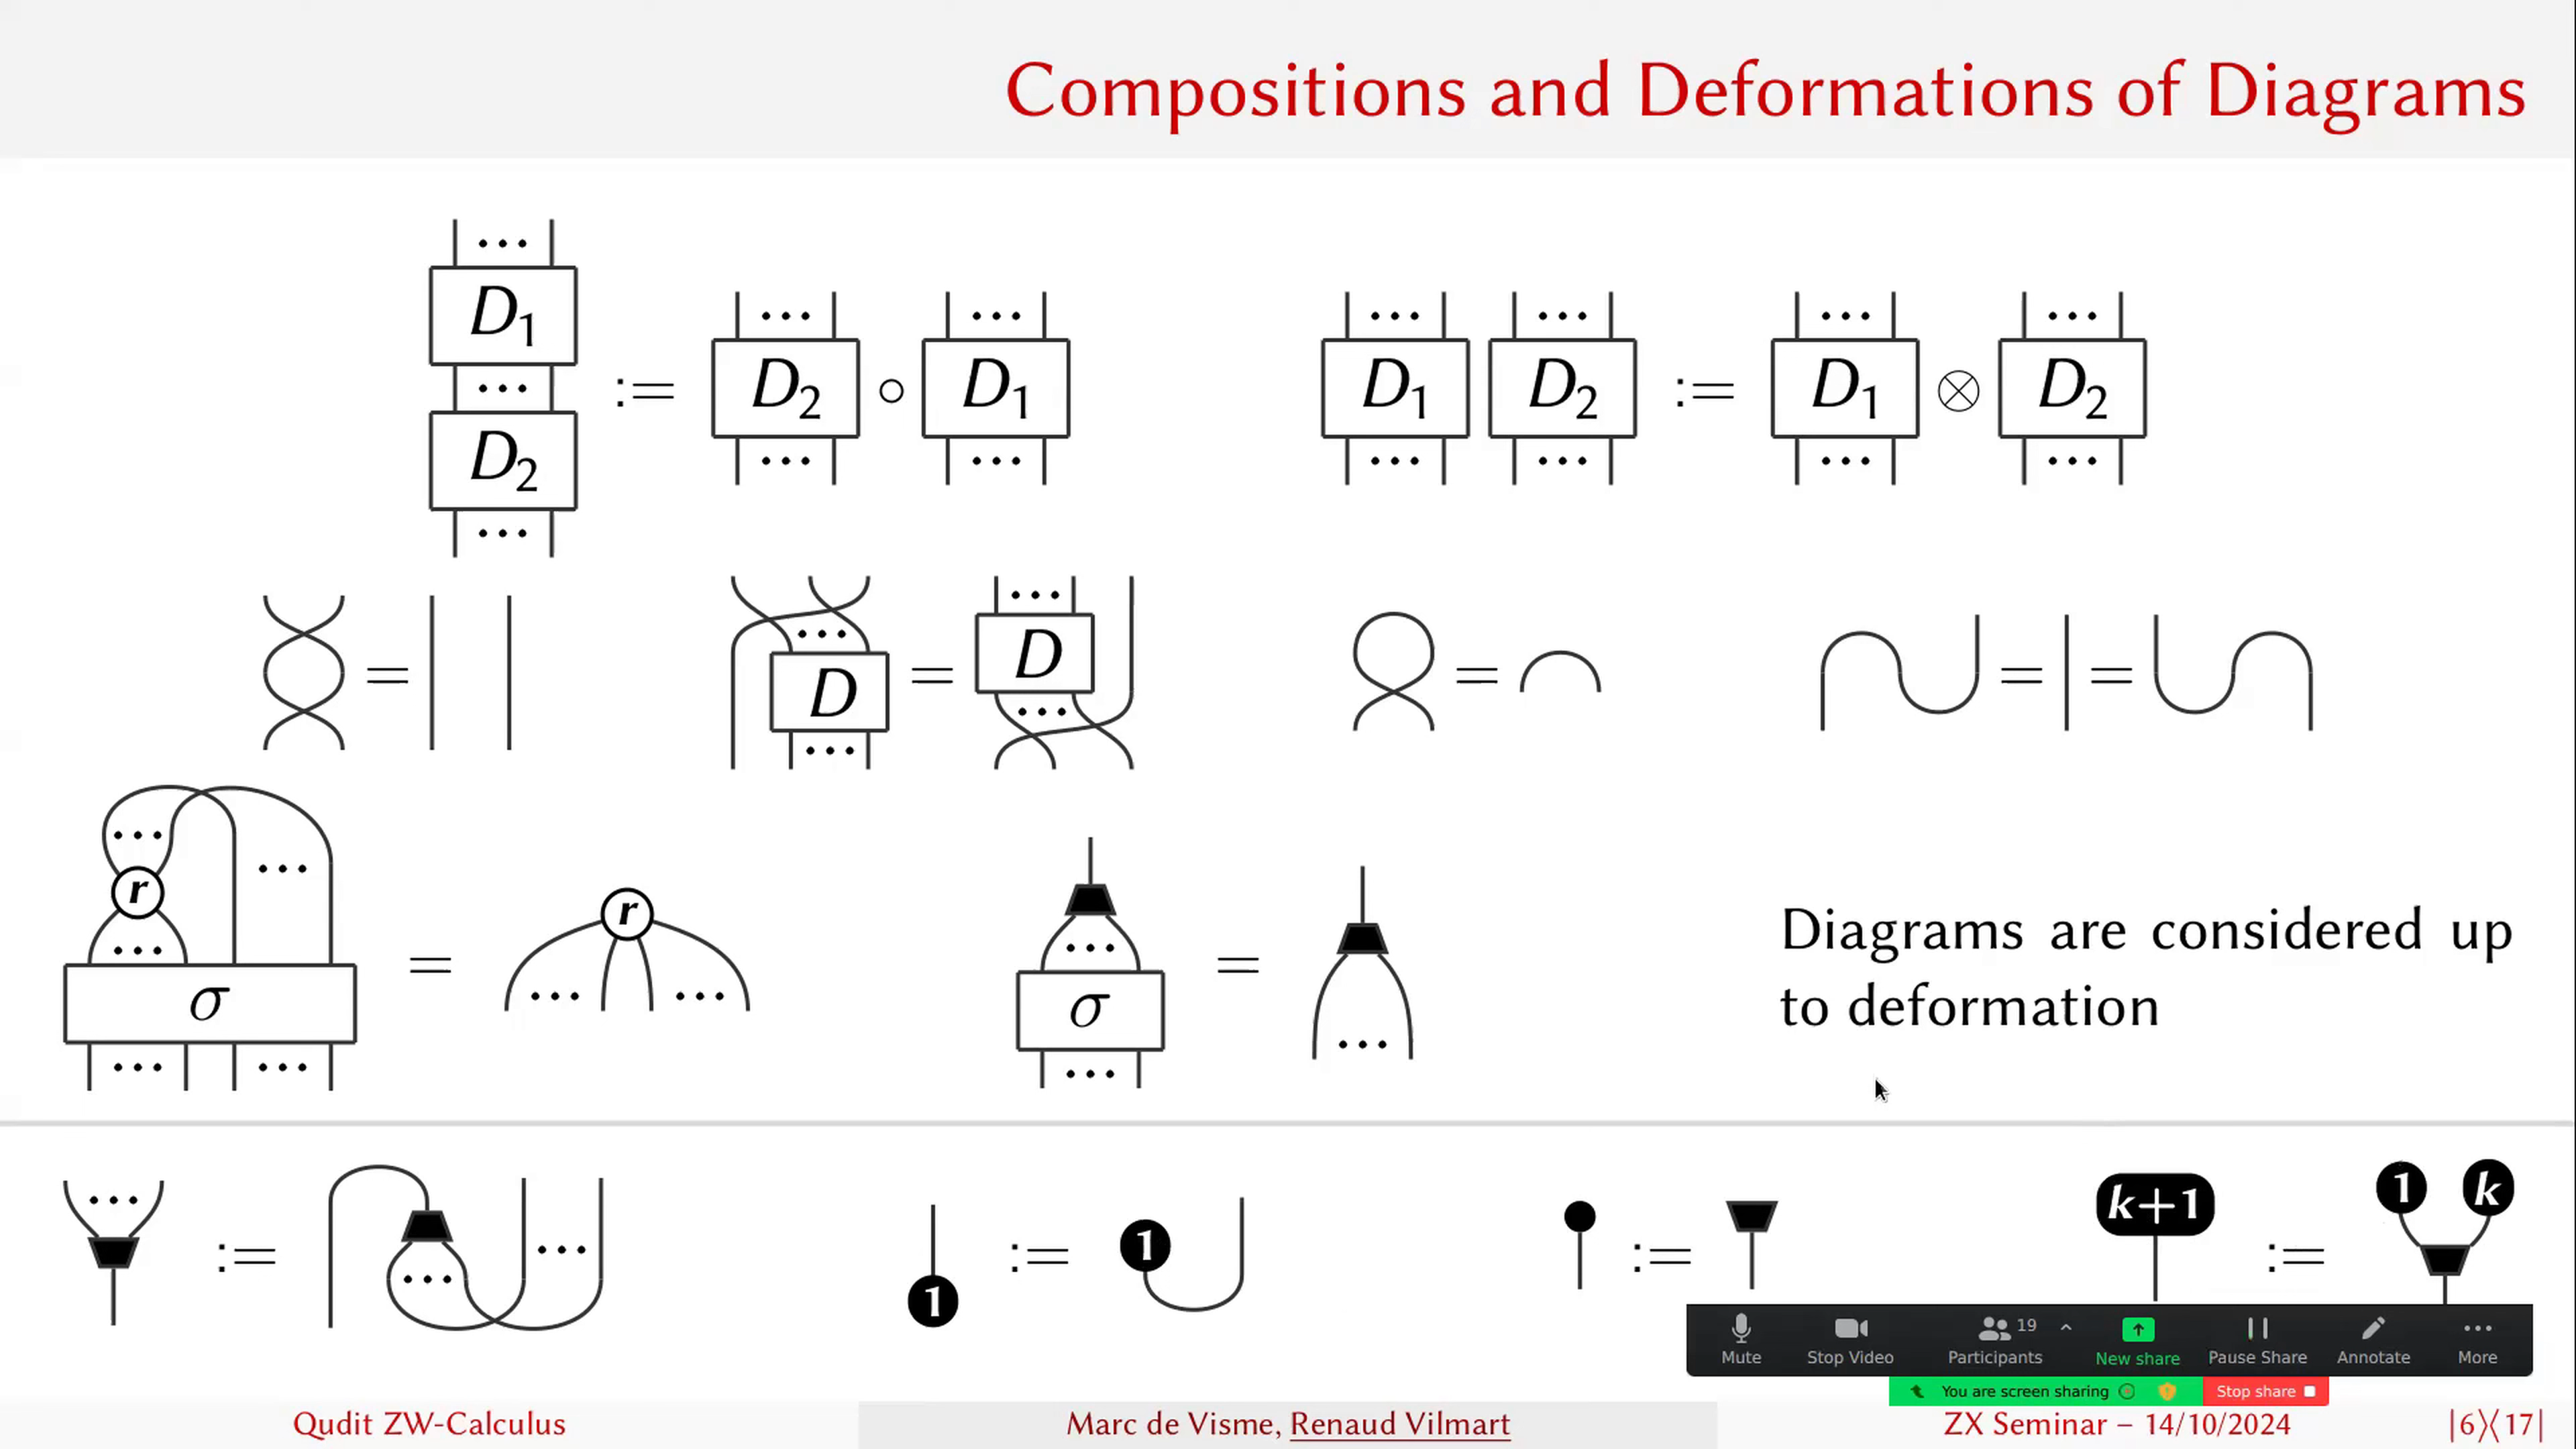 Compositions and Deformations of Diagrams
D₁ D₂ := D₂ ∘ D₁
D₁ D₂ := D₁ ⊗ D₂
=
D = D
=
= =
r σ = r
σ =
Diagrams are considered up
to deformation
:=
1 := 1
:=
k+1 := 1 k
Mute Stop Video Participants 19 New share Pause Share Annotate More
You are screen sharing Stop share
Qudit ZW-Calculus
Marc de Visme, Renaud Vilmart
ZX Seminar – 14/10/2024
|6⟩⟨17|